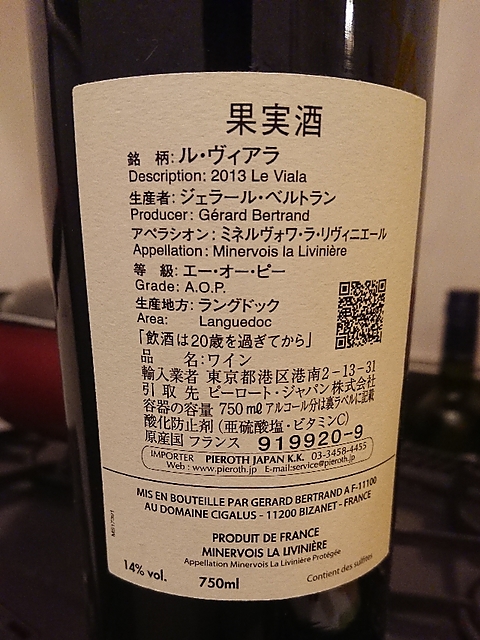 果実酒
銘 柄: ル・ヴィアラ
Description: 2013 Le Viala
生産者: ジェラール・ベルトラン
Producer: Gérard Bertrand
アペラシオン: ミネルヴォワ・ラ・リヴィニエール
Appellation: Minervois la Livinière
等 級: エー・オー・ピー
Grade: A.O.P.
生産地方: ラングドック
Area: Languedoc
「飲酒は20歳を過ぎてから」
品 名: ワイン
輸入業者 東京都港区港南2-13-31
引 取 先 ピーロート・ジャパン株式会社
容器の容量 750 mℓ アルコール分は裏ラベルに記載
酸化防止剤 (亜硫酸塩・ビタミンC)
原産国 フランス 919920-9
IMPORTER PIEROTH JAPAN K.K. 03-3458-4455
Web : www.pieroth.jp E-mail:service@pieroth.jp
MIS EN BOUTEILLE PAR GERARD BERTRAND A F-11100
AU DOMAINE CIGALUS - 11200 BIZANET - FRANCE
PRODUIT DE FRANCE
MINERVOIS LA LIVINIÈRE
Appellation Minervois La Livinière Protégée
14% vol. 750ml Contient des sulfites